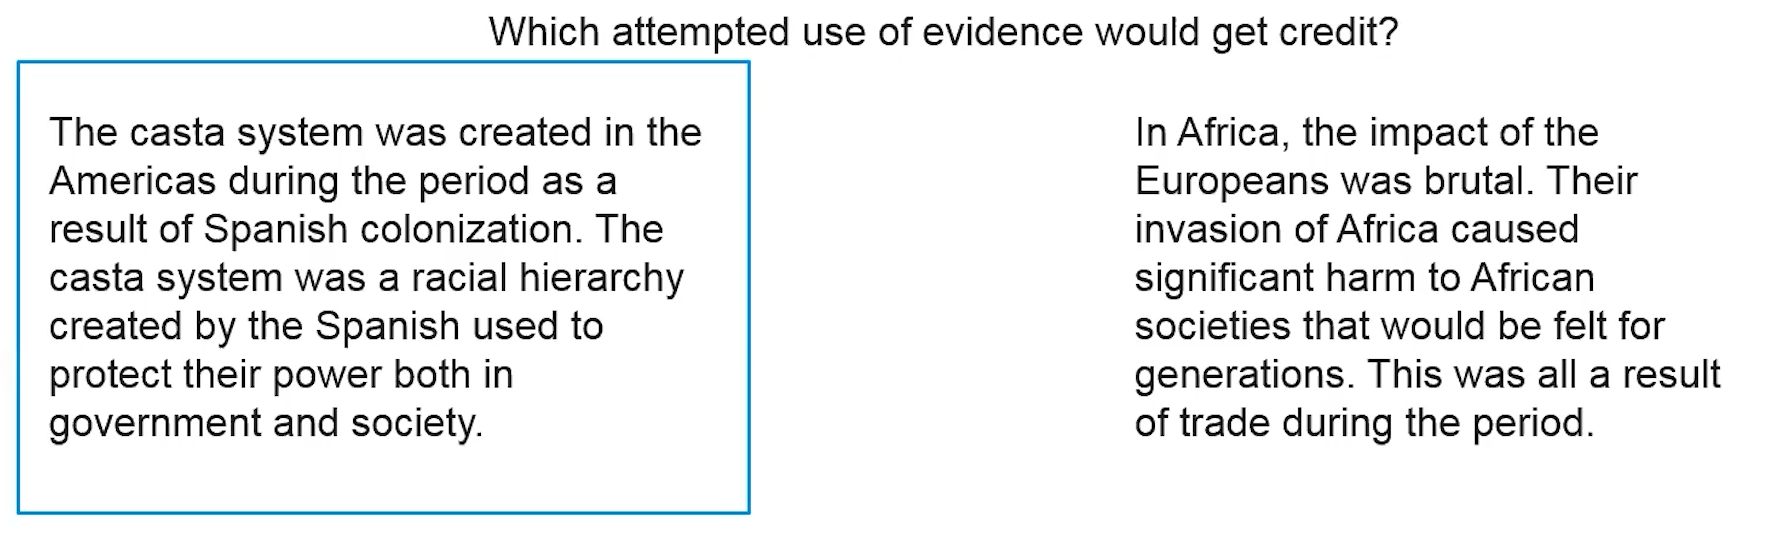 Which attempted use of evidence would get credit?
The casta system was created in the
Americas during the period as a
result of Spanish colonization. The
casta system was a racial hierarchy
created by the Spanish used to
protect their power both in
government and society.
In Africa, the impact of the
Europeans was brutal. Their
invasion of Africa caused
significant harm to African
societies that would be felt for
generations. This was all a result
of trade during the period.